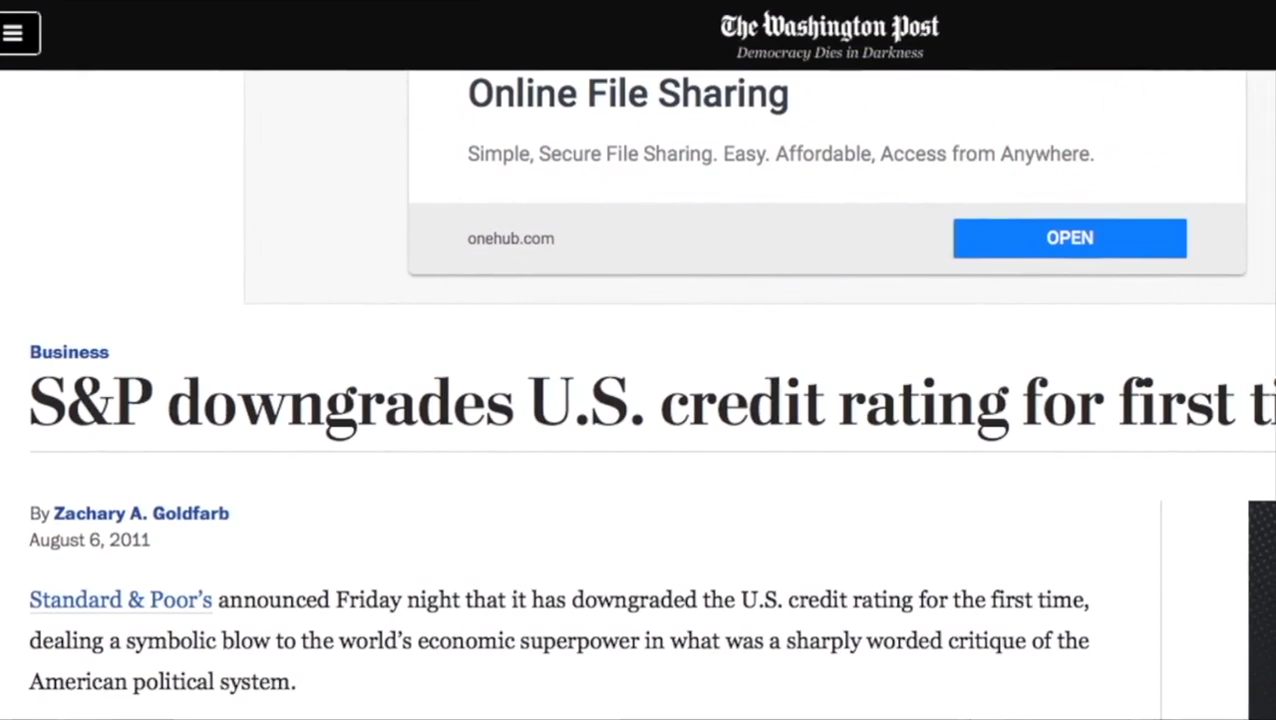 The Washington Post
Democracy Dies in Darkness
Online File Sharing
Simple, Secure File Sharing. Easy. Affordable, Access from Anywhere.
onehub.com
OPEN
Business
S&P downgrades U.S. credit rating for first
By Zachary A. Goldfarb
August 6, 2011
Standard & Poor's announced Friday night that it has downgraded the U.S. credit rating for the first time,
dealing a symbolic blow to the world's economic superpower in what was a sharply worded critique of the
American political system.